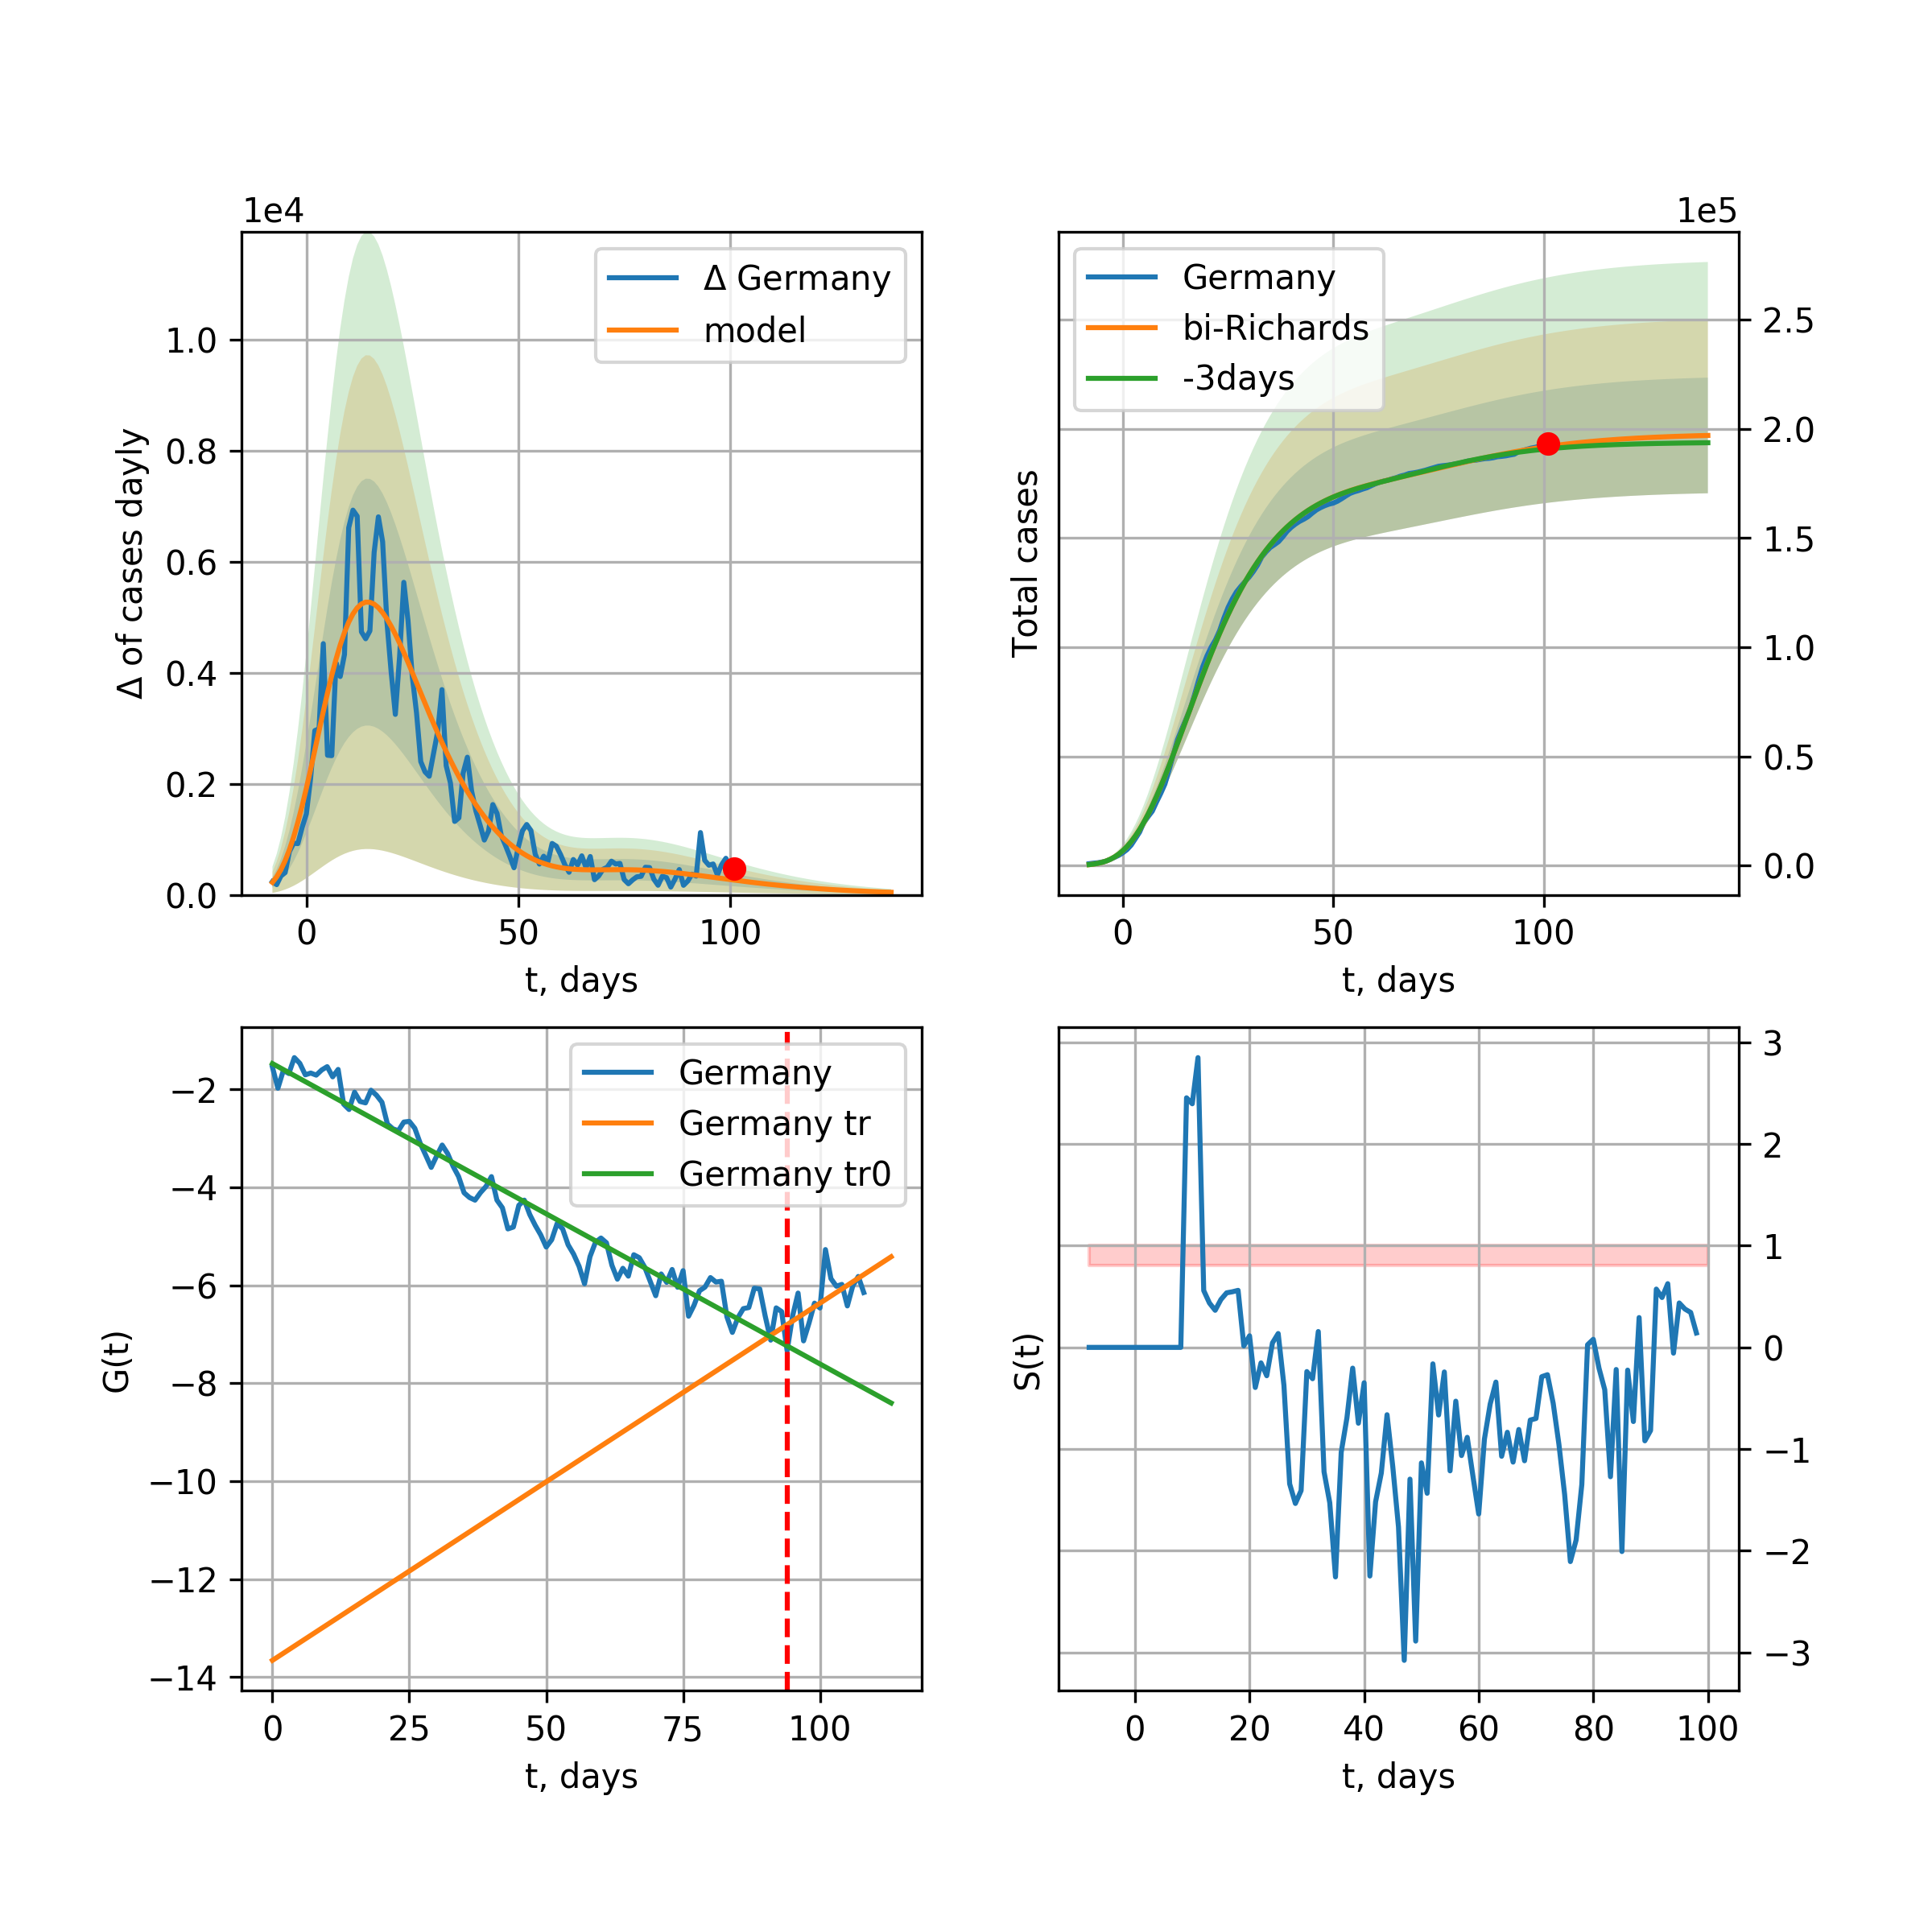 1e4
Δ of cases dayly
1.0
0.8
0.6
0.4
0.2
0.0
0 50 100
t, days
Δ Germany
model
1e5
Total cases
2.5
2.0
1.5
1.0
0.5
0.0
0 50 100
t, days
Germany
bi-Richards
-3days
G(t)
−2
−4
−6
−8
−10
−12
−14
0 25 50 75 100
t, days
Germany
Germany tr
Germany tr0
S(t)
3
2
1
0
−1
−2
−3
0 20 40 60 80 100
t, days